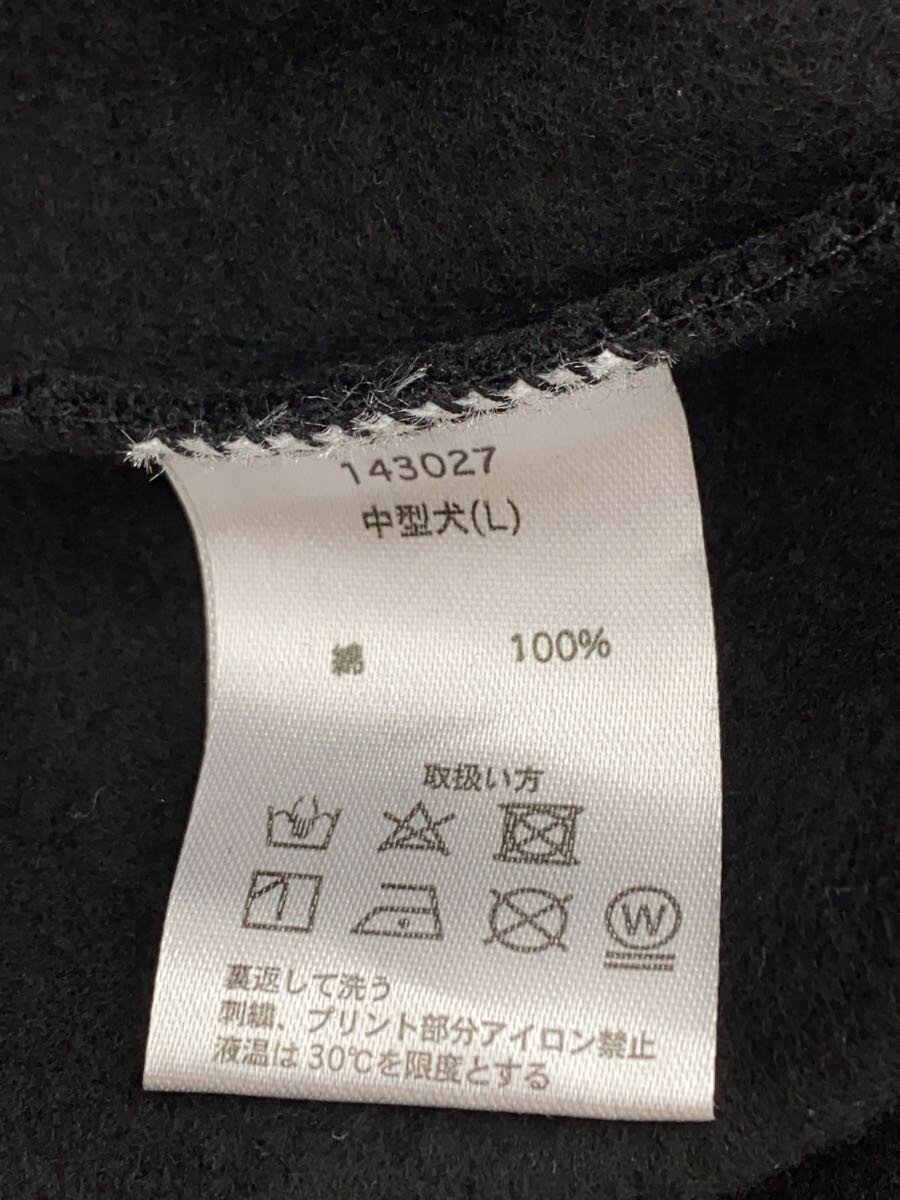 143027
中型犬(L)
綿 100%
取扱い方
W
裏返して洗う
刺繍、プリント部分アイロン禁止
液温は30℃を限度とする